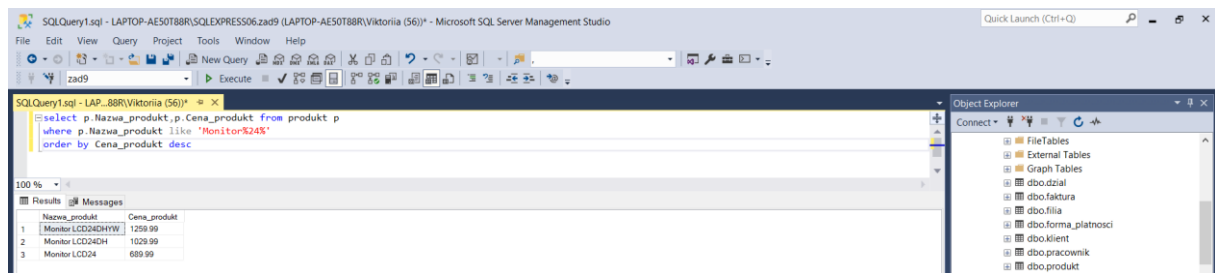 SQLQuery1.sql - LAPTOP-AE50T88R\SQLEXPRESS06.zad9 (LAPTOP-AE50T88R\Viktoriia (56))* - Microsoft SQL Server Management Studio
Quick Launch (Ctrl+Q)
File Edit View Query Project Tools Window Help
New Query
zad9
Execute
SQLQuery1.sql - LAP...88R\Viktoriia (56))*
Object Explorer
select p.Nazwa_produkt,p.Cena_produkt from produkt p
where p.Nazwa_produkt like 'Monitor%24%'
order by Cena_produkt desc
Connect
FileTables
External Tables
Graph Tables
dbo.dzial
dbo.faktura
dbo.filia
dbo.forma_platnosci
dbo.klient
dbo.pracownik
dbo.produkt
100 %
Results Messages
Nazwa_produkt Cena_produkt
1 Monitor LCD24DHYW 1259.99
2 Monitor LCD24DH 1029.99
3 Monitor LCD24 689.99